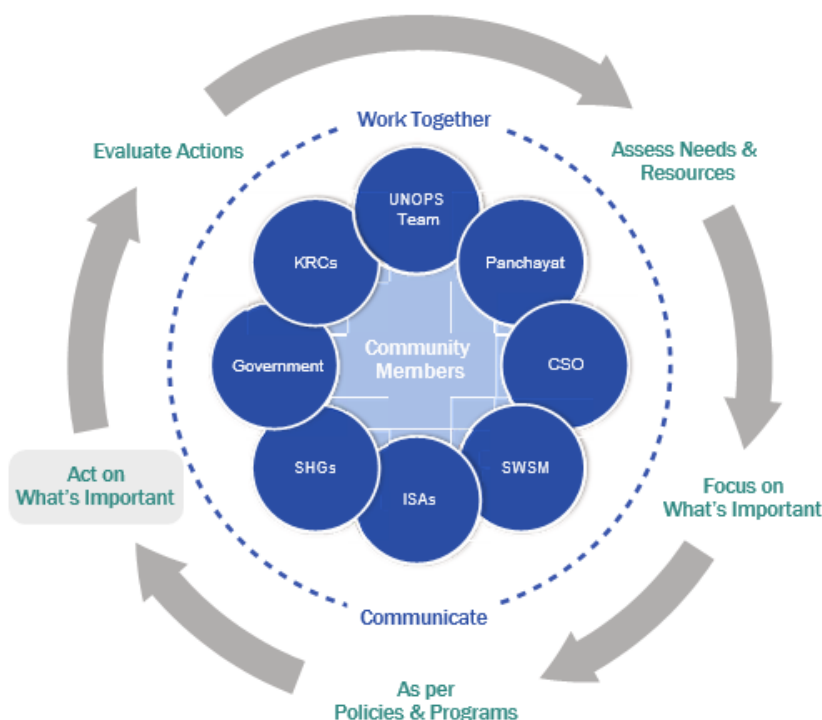 Work Together
Evaluate Actions
Assess Needs &
Resources
UNOPS
Team
KRCs
Panchayat
Community
Members
Government
CSO
SHGs
SWSM
ISAs
Act on
What's Important
Focus on
What's Important
Communicate
As per
Policies & Programs